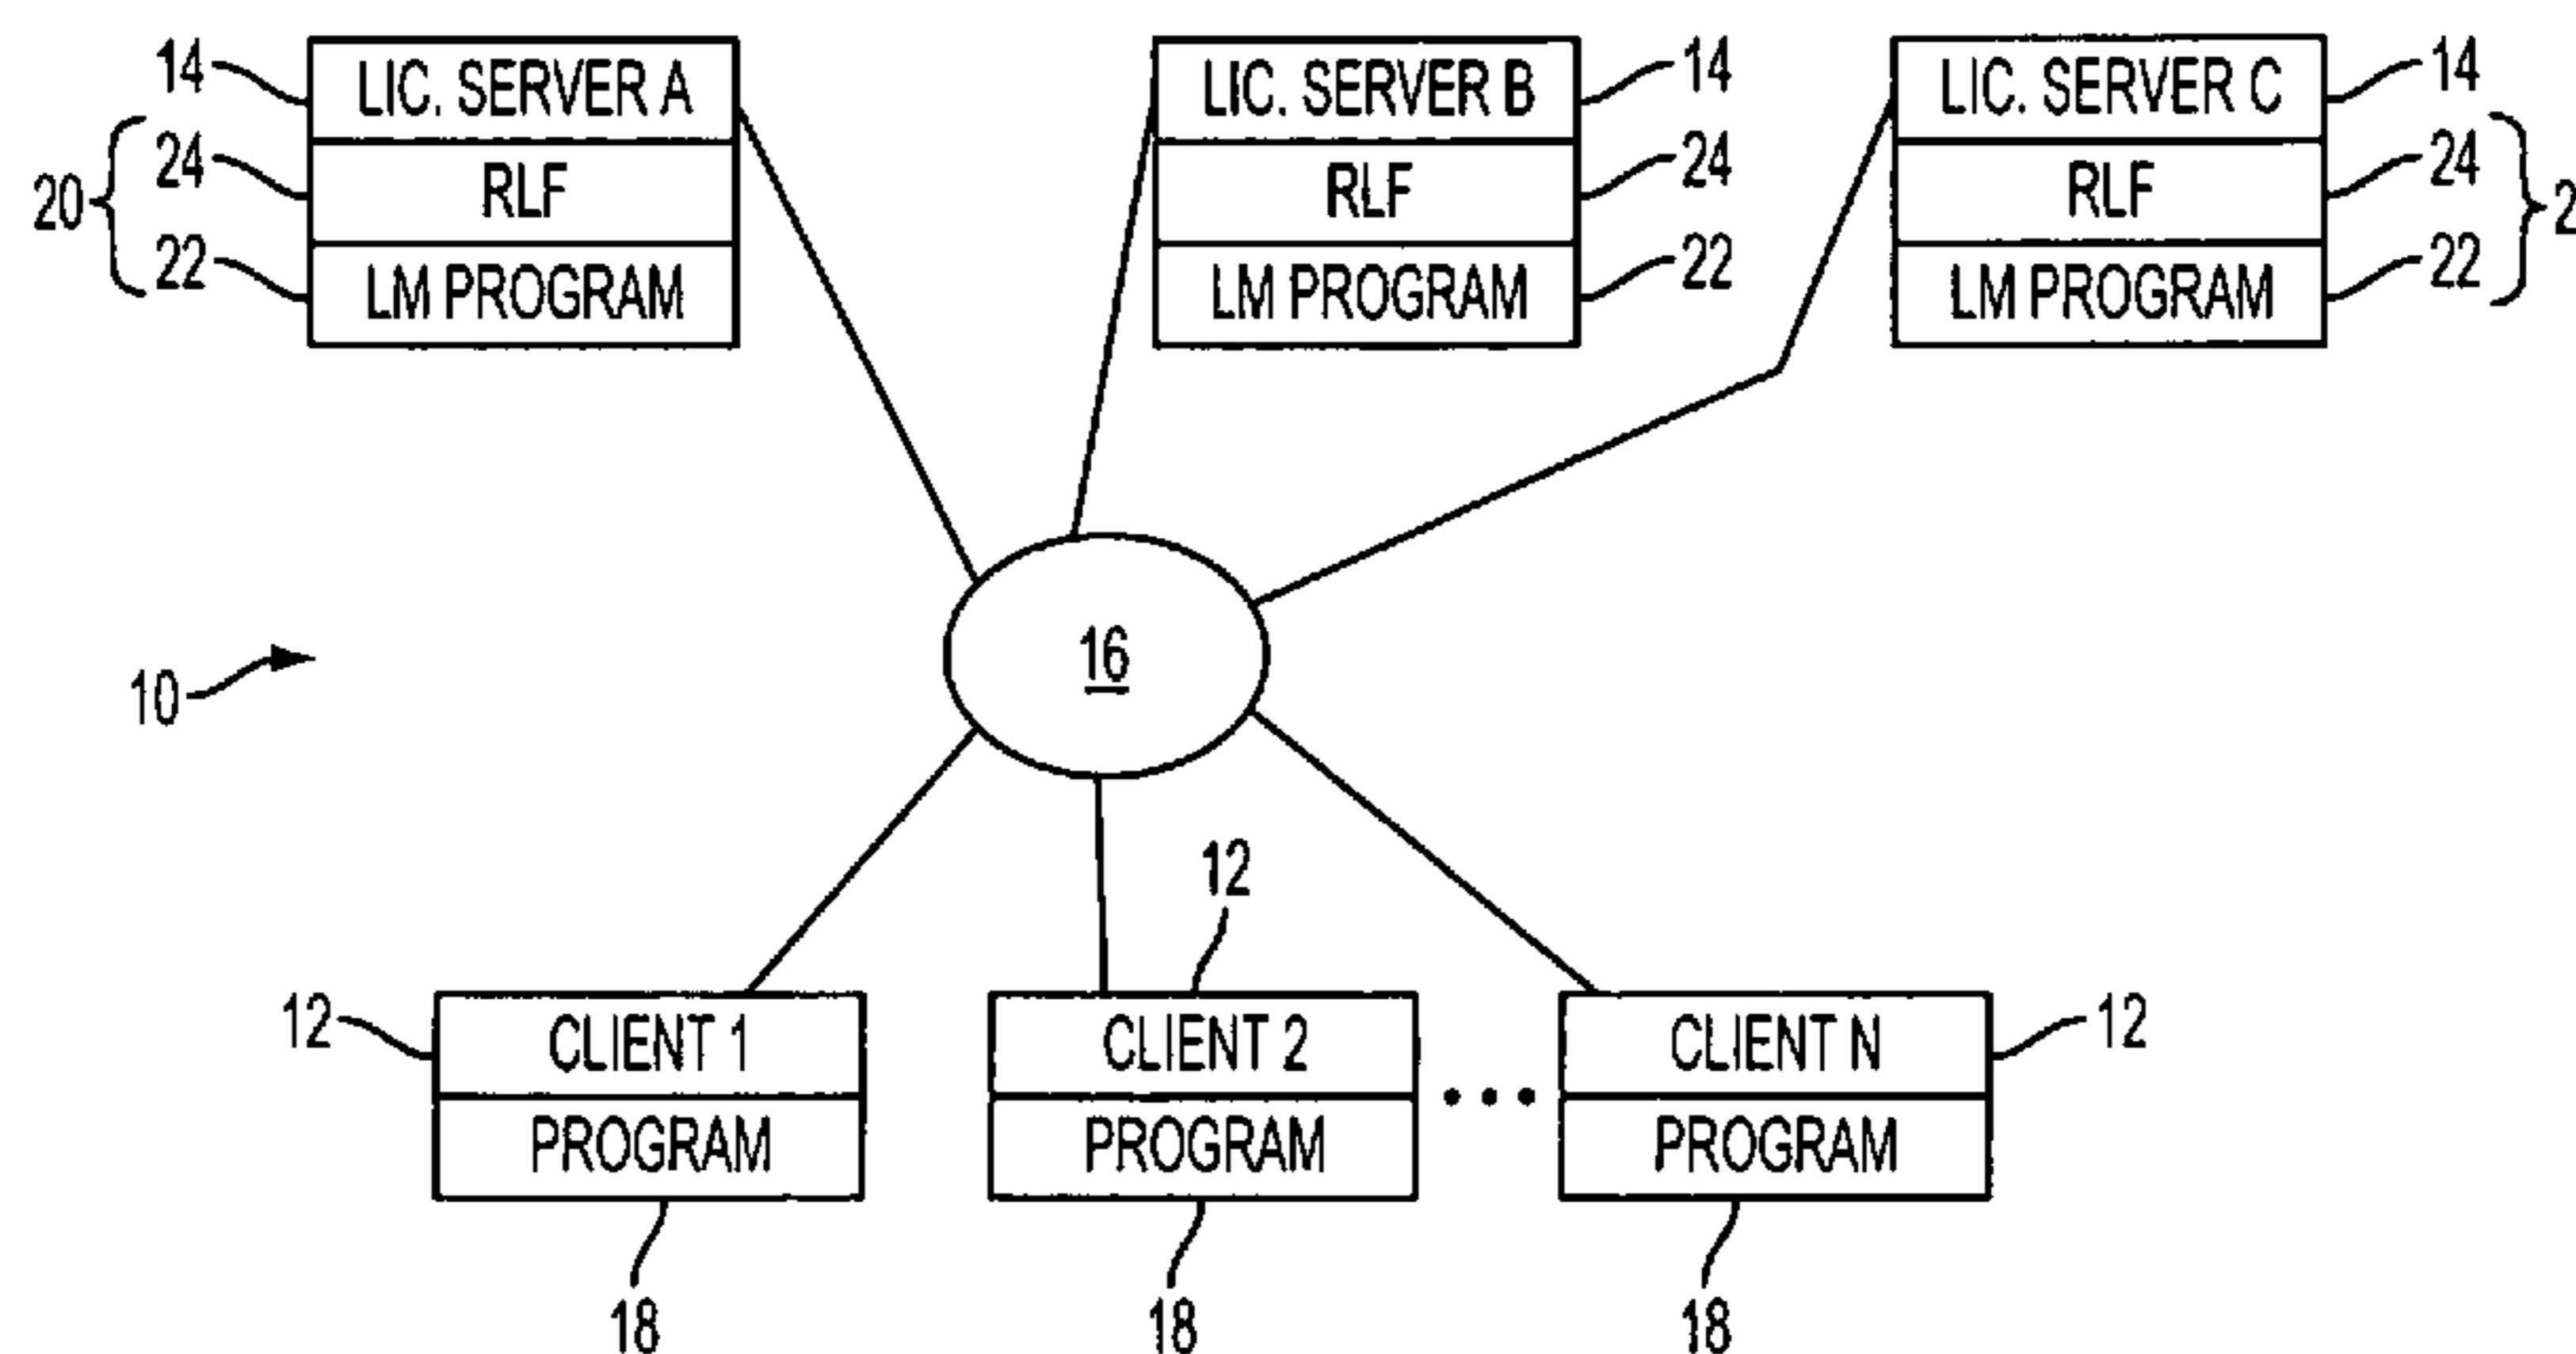 14 LIC. SERVER A
20 24 RLF
22 LM PROGRAM
LIC. SERVER B 14
RLF 24
LM PROGRAM 22
LIC. SERVER C 14
RLF 24
LM PROGRAM 22
16
10
12 CLIENT 1
PROGRAM
18
12
CLIENT 2
PROGRAM
18
CLIENT N 12
PROGRAM
18